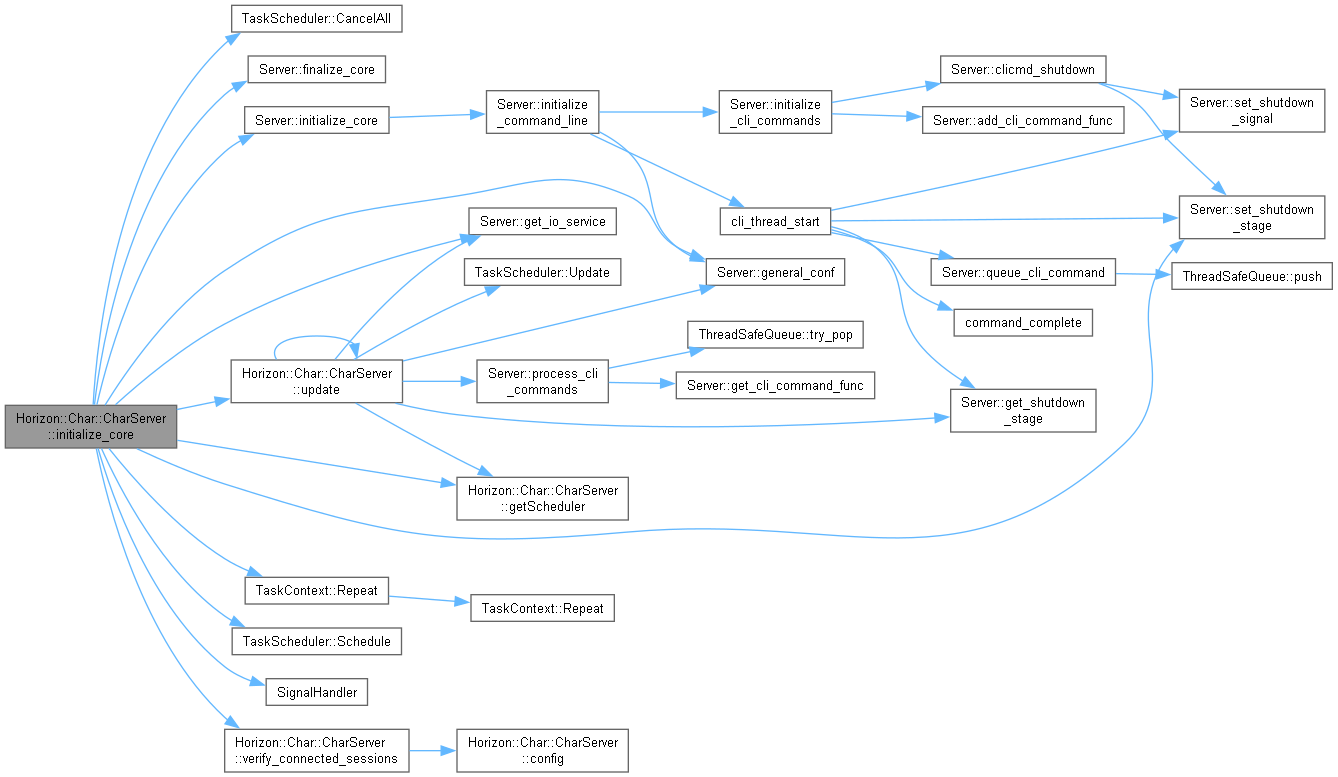 TaskScheduler::CancelAll
Server::finalize_core
Server::initialize_core
Server::initialize
_command_line
Server::initialize
_cli_commands
Server::clicmd_shutdown
Server::add_cli_command_func
Server::set_shutdown
_signal
cli_thread_start
Server::set_shutdown
_stage
Server::get_io_service
TaskScheduler::Update
Server::general_conf
Server::queue_cli_command
ThreadSafeQueue::push
command_complete
Horizon::Char::CharServer
::update
Server::process_cli
_commands
ThreadSafeQueue::try_pop
Server::get_cli_command_func
Server::get_shutdown
_stage
Horizon::Char::CharServer
::initialize_core
Horizon::Char::CharServer
::getScheduler
TaskContext::Repeat
TaskContext::Repeat
TaskScheduler::Schedule
SignalHandler
Horizon::Char::CharServer
::verify_connected_sessions
Horizon::Char::CharServer
::config